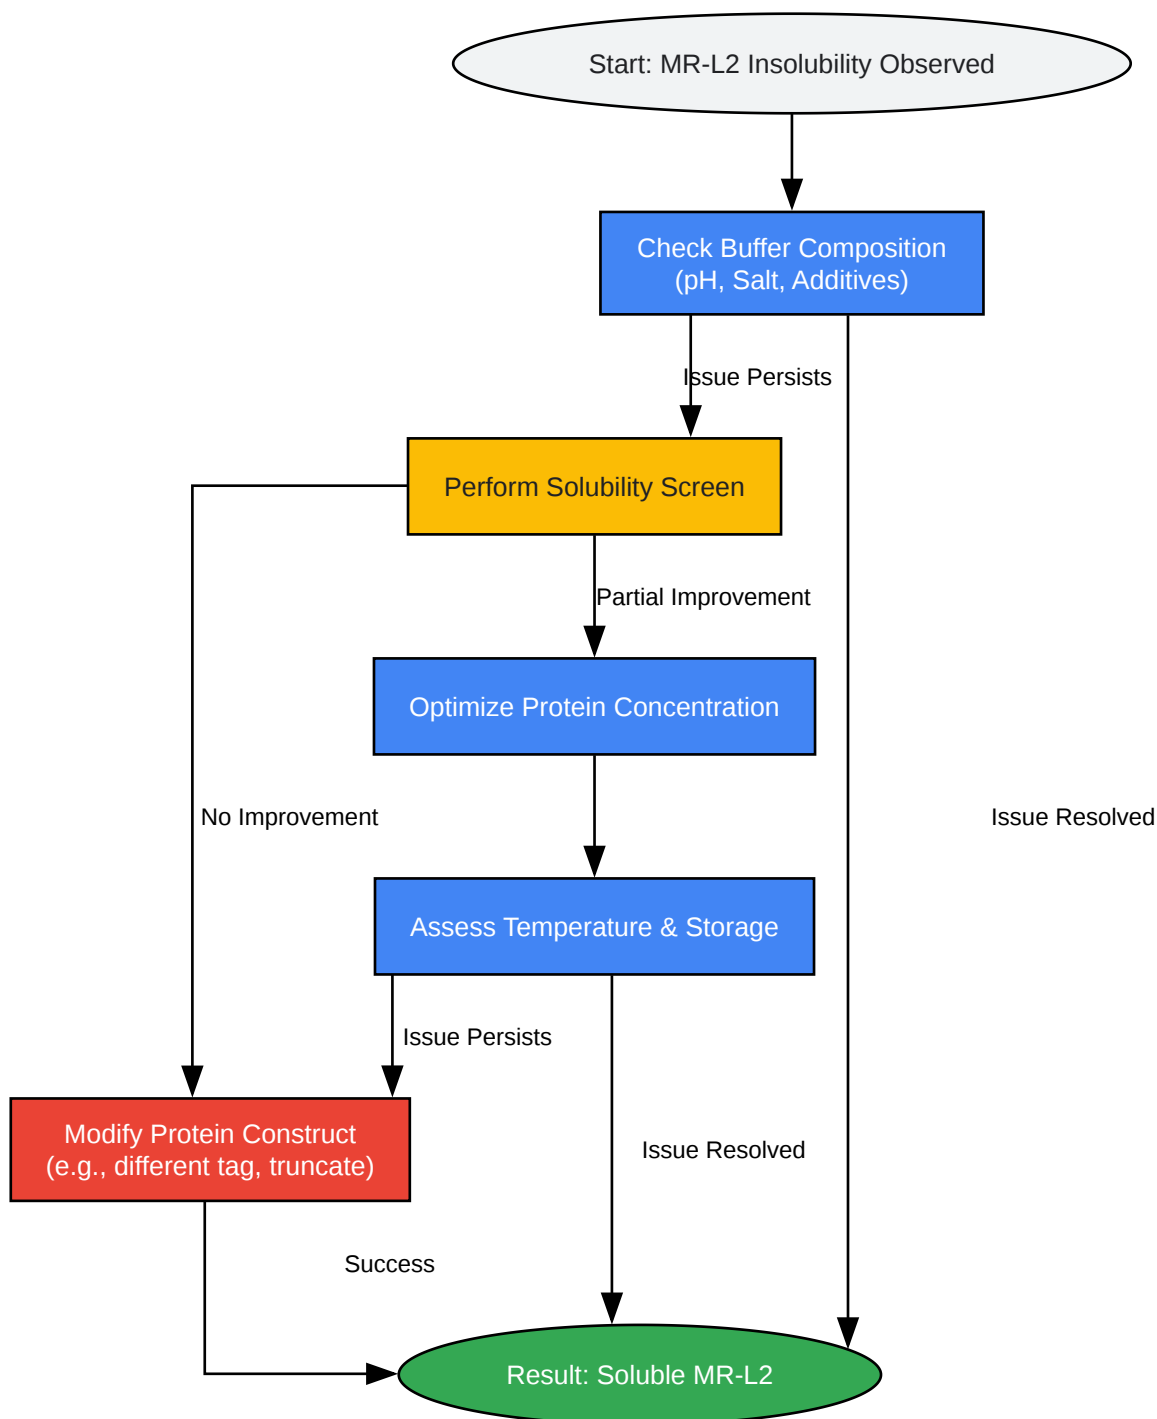 Start: MR-L2 Insolubility Observed
Check Buffer Composition
(pH, Salt, Additives)
Issue Persists
Perform Solubility Screen
Partial Improvement
Optimize Protein Concentration
No Improvement
Issue Resolved
Assess Temperature & Storage
Issue Persists
Modify Protein Construct
(e.g., different tag, truncate)
Issue Resolved
Success
Result: Soluble MR-L2